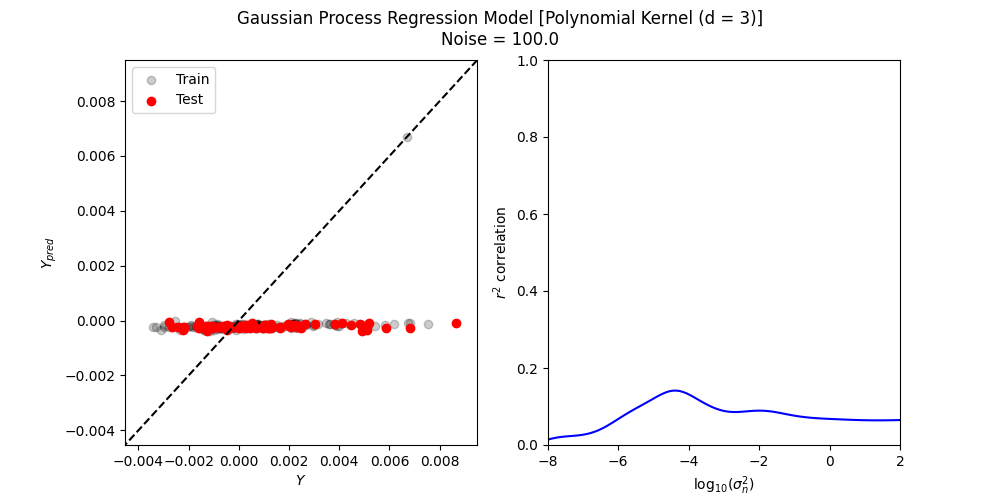 Gaussian Process Regression Model [Polynomial Kernel (d = 3)]
Noise = 100.0
Train
Test
0.008
0.006
0.004
0.002
0.000
−0.002
−0.004
Y_pred
−0.004 −0.002 0.000 0.002 0.004 0.006 0.008
Y
1.0
0.8
0.6
0.4
0.2
0.0
r² correlation
−8 −6 −4 −2 0 2
log₁₀(σₙ²)